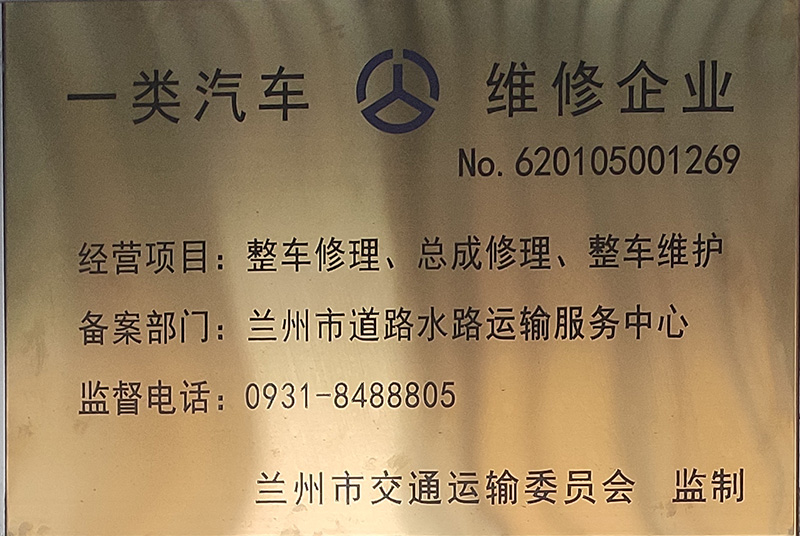 一类汽车 维修企业
No. 620105001269
经营项目：整车修理、总成修理、整车维护
备案部门：兰州市道路水路运输服务中心
监督电话：0931-8488805
兰州市交通运输委员会 监制